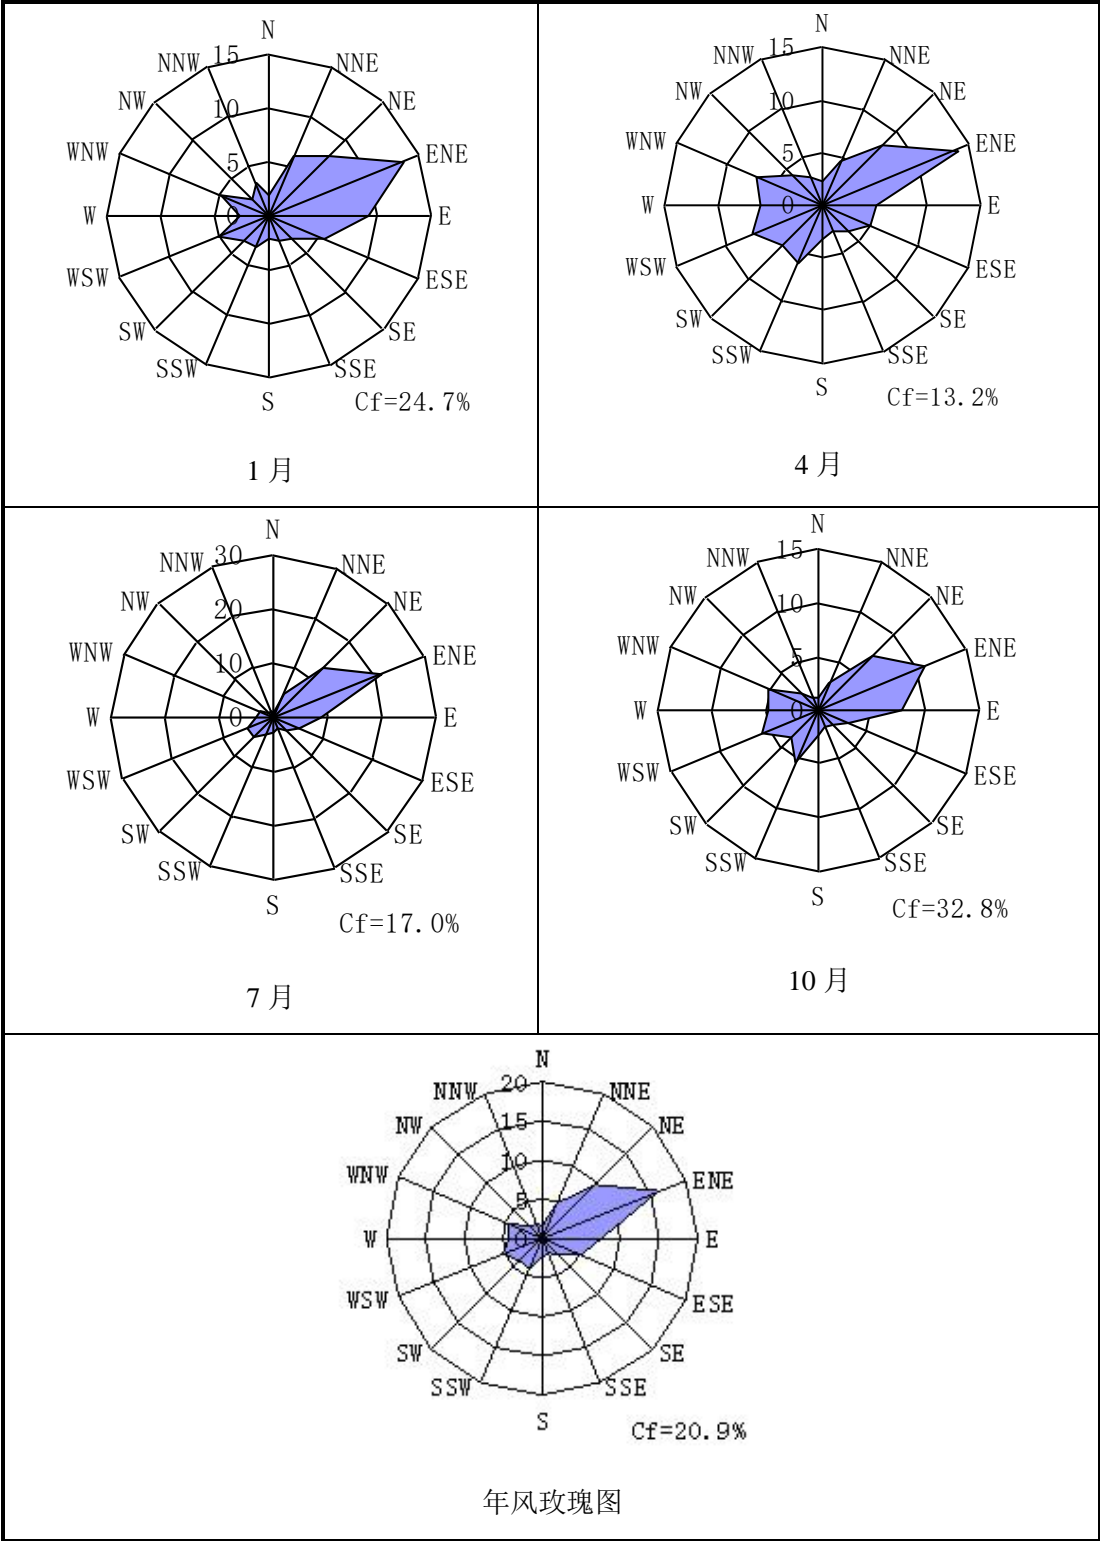 N
NNW 15 NNE
NW 10 NE
WNW 5 ENE
W 0 E
WSW ESE
SW SE
SSW SSE
S
Cf=24.7%
1 月
N
NNW 15 NNE
NW 10 NE
WNW 5 ENE
W 0 E
WSW ESE
SW SE
SSW SSE
S
Cf=13.2%
4 月
N
NNW 30 NNE
NW 20 NE
WNW 10 ENE
W 0 E
WSW ESE
SW SE
SSW SSE
S
Cf=17.0%
7 月
N
NNW 15 NNE
NW 10 NE
WNW 5 ENE
W 0 E
WSW ESE
SW SE
SSW SSE
S
Cf=32.8%
10 月
N
NNW 20 NNE
NW 15 NE
WNW 10 ENE
5
W 0 E
WSW ESE
SW SE
SSW SSE
S
Cf=20.9%
年风玫瑰图